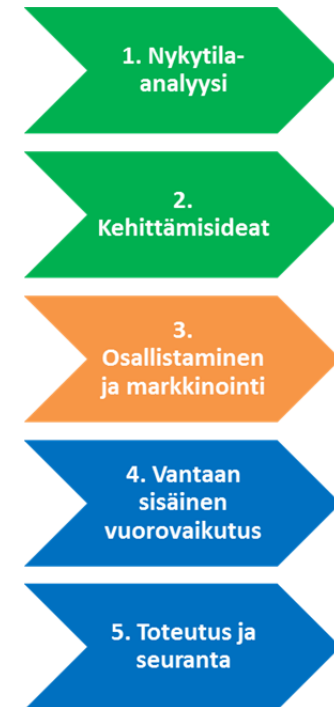 1. Nykytila-
analyysi
2.
Kehittämisideat
3.
Osallistaminen
ja markkinointi
4. Vantaan
sisäinen
vuorovaikutus
5. Toteutus ja
seuranta